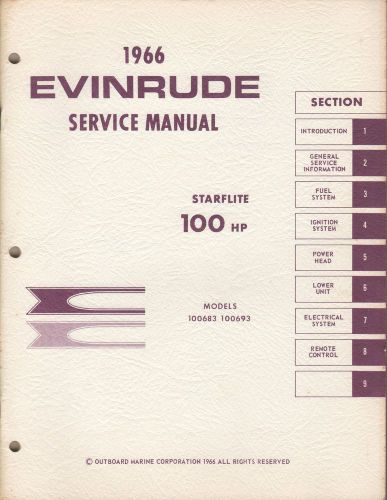 1966
EVINRUDE
SERVICE MANUAL
STARFLITE
100 HP
MODELS
100683 100693
SECTION
INTRODUCTION 1
GENERAL
SERVICE
INFORMATION 2
FUEL
SYSTEM 3
IGNITION
SYSTEM 4
POWER
HEAD 5
LOWER
UNIT 6
ELECTRICAL
SYSTEM 7
REMOTE
CONTROL 8
9
© OUTBOARD MARINE CORPORATION 1966 ALL RIGHTS RESERVED